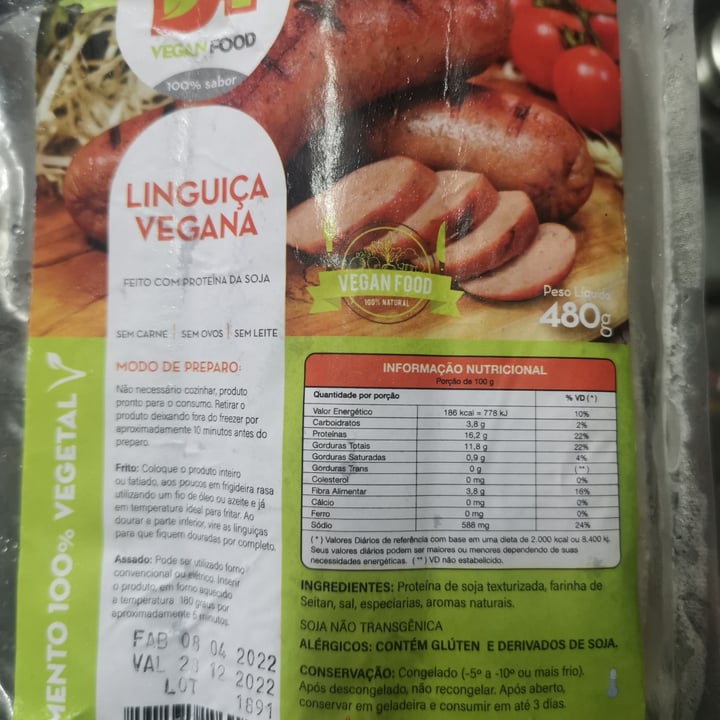 VEGAN FOOD
100% sabor
LINGUIÇA
VEGANA
FEITO COM PROTEÍNA DA SOJA
SEM CARNE | SEM OVOS | SEM LEITE
VEGAN FOOD
100% NATURAL
Peso Líquido
480g
MENTO 100% VEGETAL
MODO DE PREPARO:
Não necessário cozinhar, produto
pronto para o consumo. Retirar o
produto deixando fora do freezer por
aproximadamente 10 minutos antes do
preparo.
Frito: Coloque o produto inteiro
ou fatiado, aos poucos em frigideira rasa
utilizando um fio de óleo ou azeite e já
em temperatura ideal para fritar. Ao
dourar a parte inferior, vire as linguiças
para que fiquem douradas por completo.
Assado: Pode ser utilizado forno
convencional ou elétrico. Inserir
o produto, em forno aquecido
a temperatura 180 graus por
aproximadamente 5 minutos.
FAB 08 04 2022
VAL 28 12 2022
LOT 1891
INFORMAÇÃO NUTRICIONAL
Porção de 100 g
Quantidade por porção % VD (*)
Valor Energético 186 kcal = 778 kJ 10%
Carboidratos 3,8 g 2%
Proteínas 16,2 g 22%
Gorduras Totais 11,8 g 22%
Gorduras Saturadas 0,9 g 4%
Gorduras Trans 0 g (**)
Colesterol 0 mg 0%
Fibra Alimentar 3,8 g 16%
Cálcio 0 mg 0%
Ferro 0 mg 0%
Sódio 588 mg 24%
(*) Valores Diários de referência com base em uma dieta de 2.000 kcal ou 8.400 kj.
Seus valores diários podem ser maiores ou menores dependendo de suas
necessidades energéticas. (**) VD não estabelicido.
INGREDIENTES: Proteína de soja texturizada, farinha de
Seitan, sal, especiarias, aromas naturais.
SOJA NÃO TRANSGÊNICA
ALÉRGICOS: CONTÉM GLÚTEN E DERIVADOS DE SOJA.
CONSERVAÇÃO: Congelado (-5º a -10º ou mais frio).
Após descongelado, não recongelar. Após aberto,
conservar em geladeira e consumir em até 3 dias.